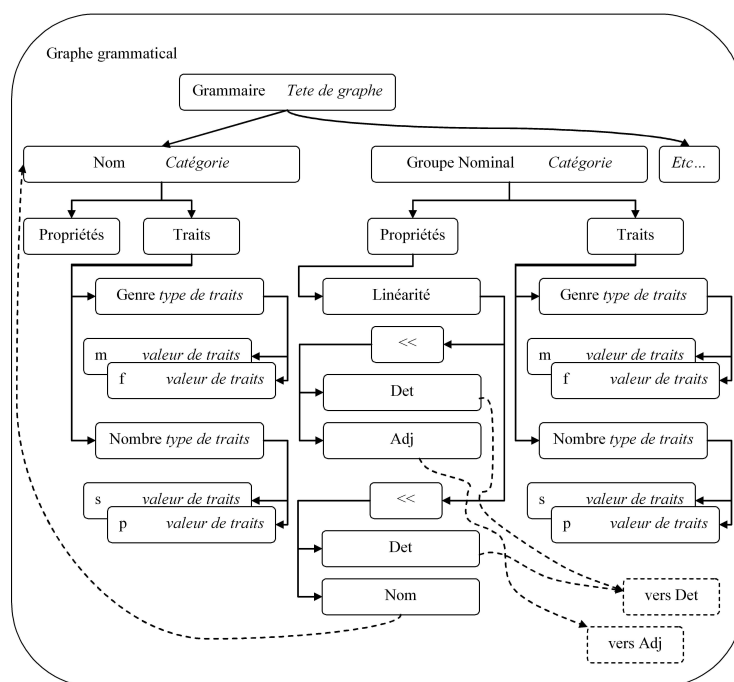 Graphe grammatical
Grammaire Tete de graphe
Nom Catégorie
Groupe Nominal Catégorie
Etc…
Propriétés
Traits
Propriétés
Traits
Genre type de traits
Linéarité
Genre type de traits
m valeur de traits
f valeur de traits
<<
m valeur de traits
f valeur de traits
Det
Nombre type de traits
Adj
Nombre type de traits
s valeur de traits
p valeur de traits
<<
s valeur de traits
p valeur de traits
Det
Nom
vers Det
vers Adj